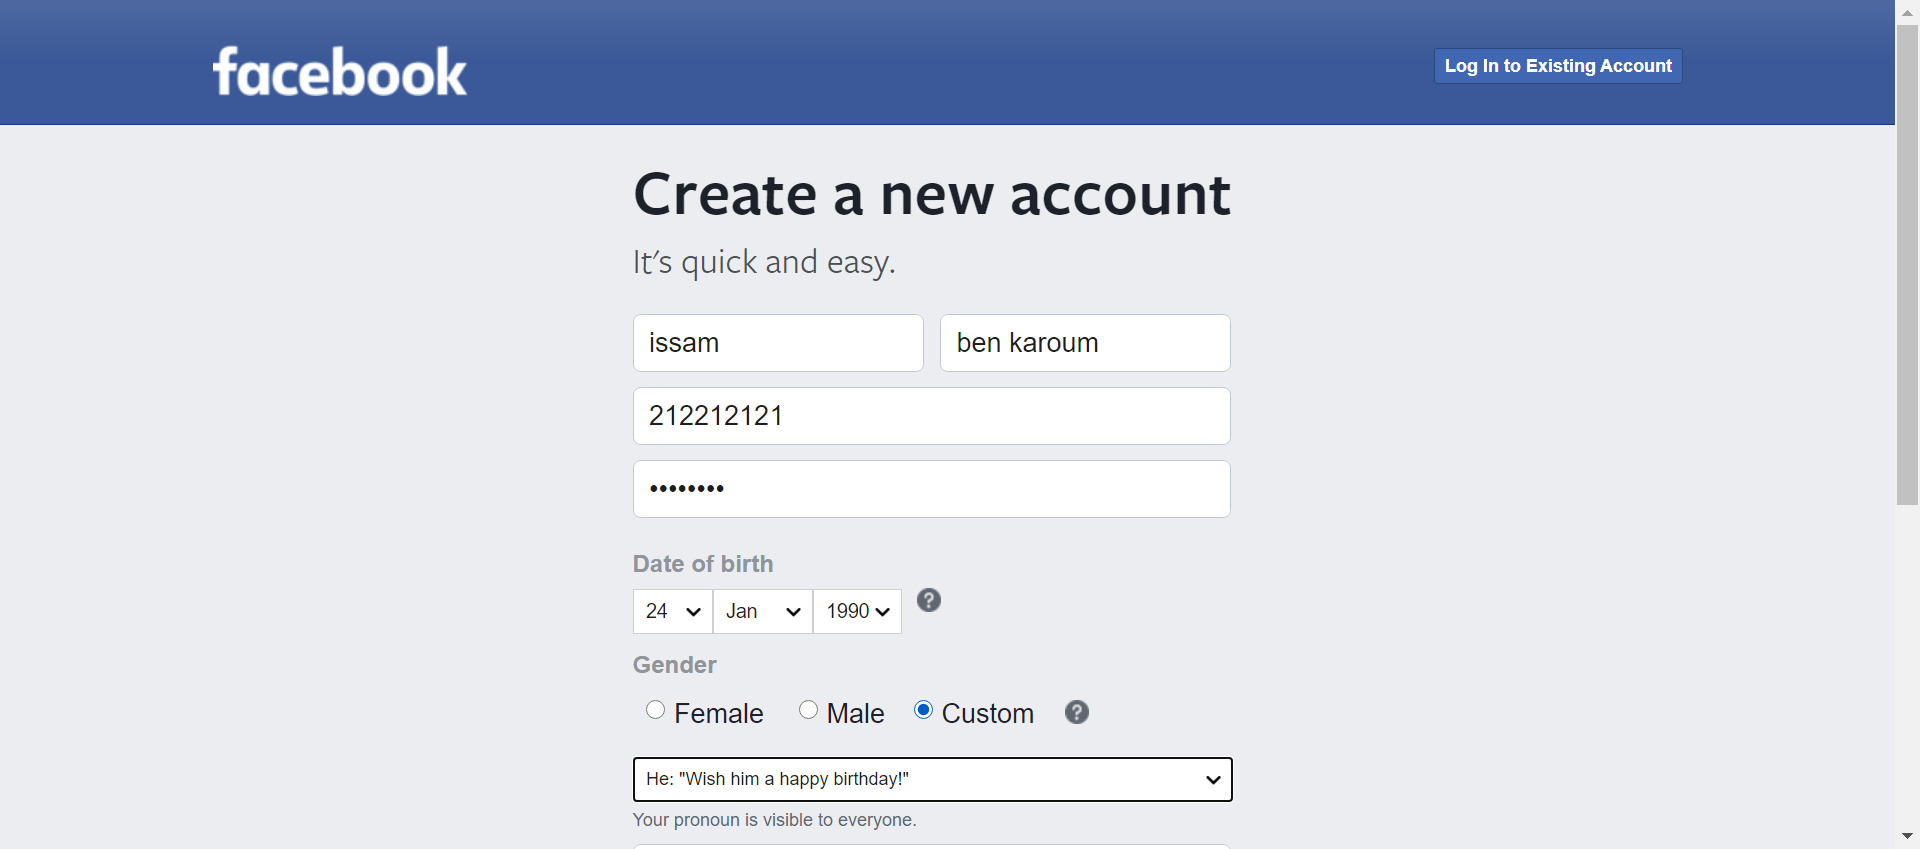 facebook
Log In to Existing Account
Create a new account
It's quick and easy.
issam
ben karoum
212212121
••••••••
Date of birth
24 Jan 1990
Gender
Female Male Custom
He: "Wish him a happy birthday!"
Your pronoun is visible to everyone.